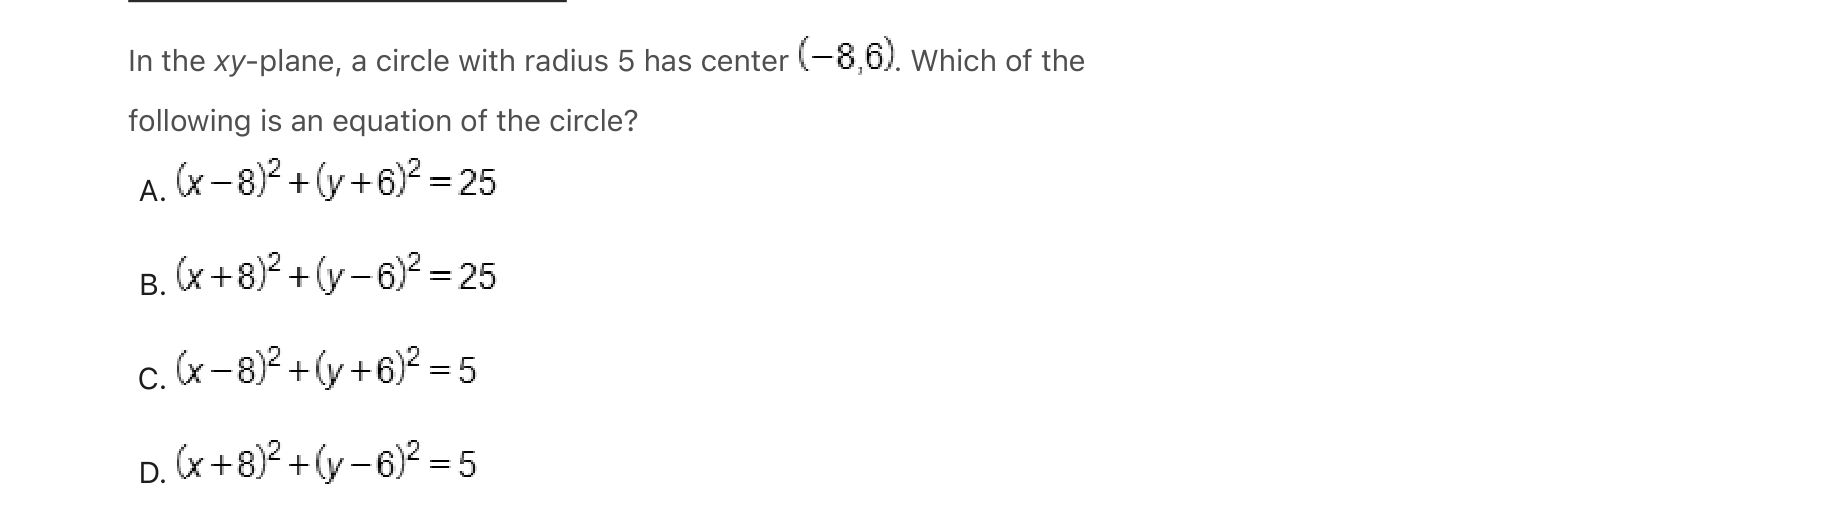 In the xy-plane, a circle with radius 5 has center (−8,6). Which of the
following is an equation of the circle?
A. (x−8)²+(y+6)²=25
B. (x+8)²+(y−6)²=25
C. (x−8)²+(y+6)²=5
D. (x+8)²+(y−6)²=5